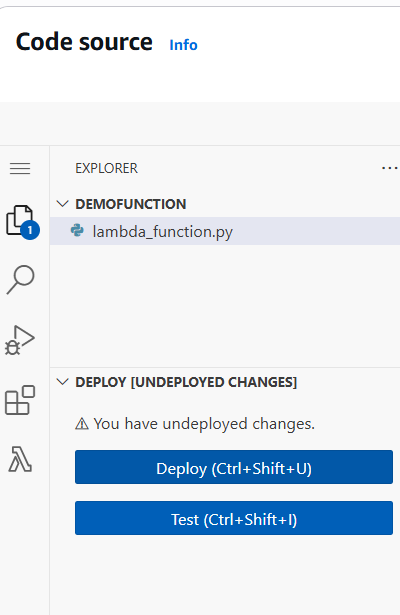 Code source Info
EXPLORER ...
DEMOFUNCTION
1
lambda_function.py
DEPLOY [UNDEPLOYED CHANGES]
⚠ You have undeployed changes.
Deploy (Ctrl+Shift+U)
Test (Ctrl+Shift+I)